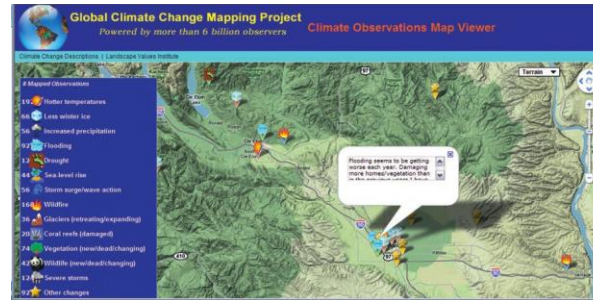 Global Climate Change Mapping Project
Powered by more than 6 billion observers
Climate Observations Map Viewer
Climate Change Descriptions | Landscape Values Institute
# Mapped Observations
Terrain
Hotter temperatures
66 Less winter ice
56 Increased precipitation
92 Flooding
Drought
44 Sea level rise
56 Storm surge/wave action
168 Wildfire
36 Glaciers (retreating/expanding)
20 Coral reefs (damaged)
74 Vegetation (new/dead/changing)
42 Wildlife (new/dead/changing)
Severe storms
92 Other changes
Flooding seems to be getting
worse each year. Damaging
more homes/vegetation than
97